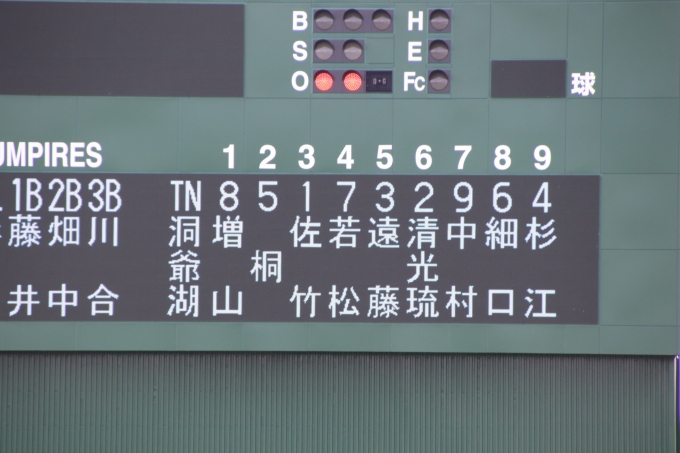 B H
S E
O Fc 球
UMPIRES 1 2 3 4 5 6 7 8 9
1B 2B 3B TN 8 5 1 7 3 2 9 6 4
藤 畑 川 洞 増 佐 若 遠 清 中 細 杉
爺 桐 光
井 中 合 湖 山 竹 松 藤 琉 村 口 江